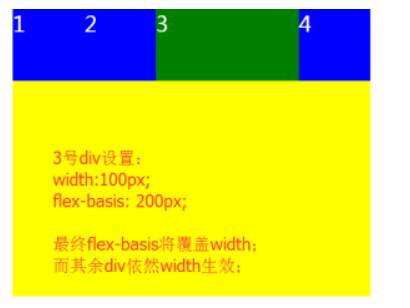 1 2 3 4
3号div设置：
width:100px;
flex-basis: 200px;
最终flex-basis将覆盖width；
而其余div依然width生效；